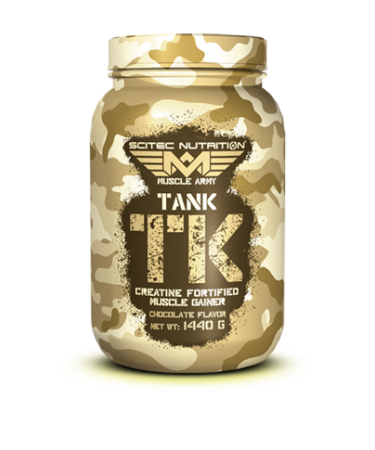 SCITEC NUTRITION
MUSCLE ARMY
TANK
TK
CREATINE FORTIFIED
MUSCLE GAINER
CHOCOLATE FLAVOR
NET WT: 1440 G